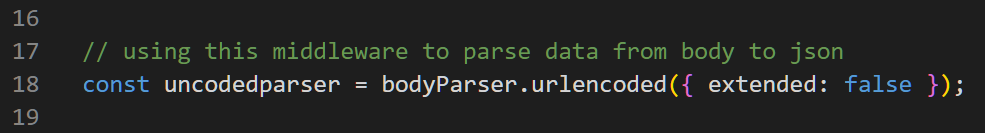 16
17 // using this middleware to parse data from body to json
18 const uncodedparser = bodyParser.urlencoded({ extended: false });
19